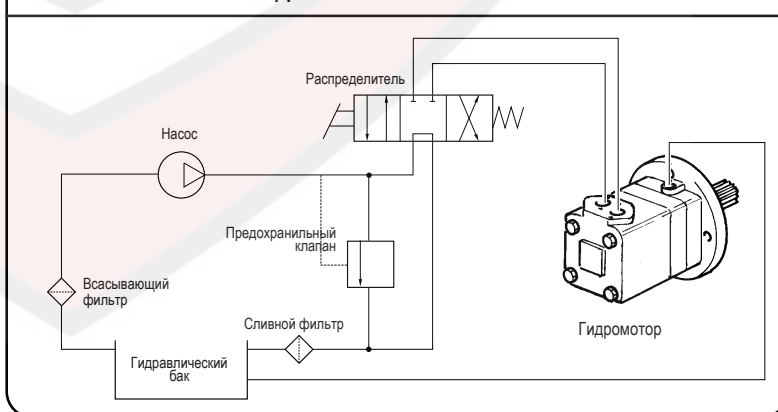 Распределитель
Насос
Предохранильный
клапан
Всасывающий
фильтр
Сливной фильтр
Гидромотор
Гидравлический
бак